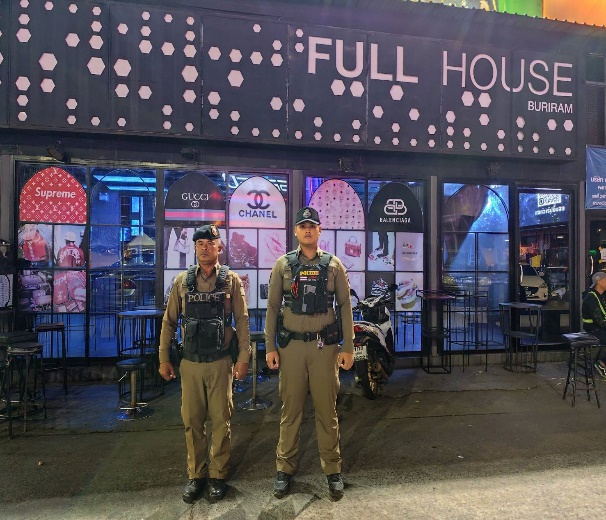 FULL HOUSE
BURIRAM
Supreme
GUCCI
CHANEL
BALENCIAGA
POLICE
POLICE